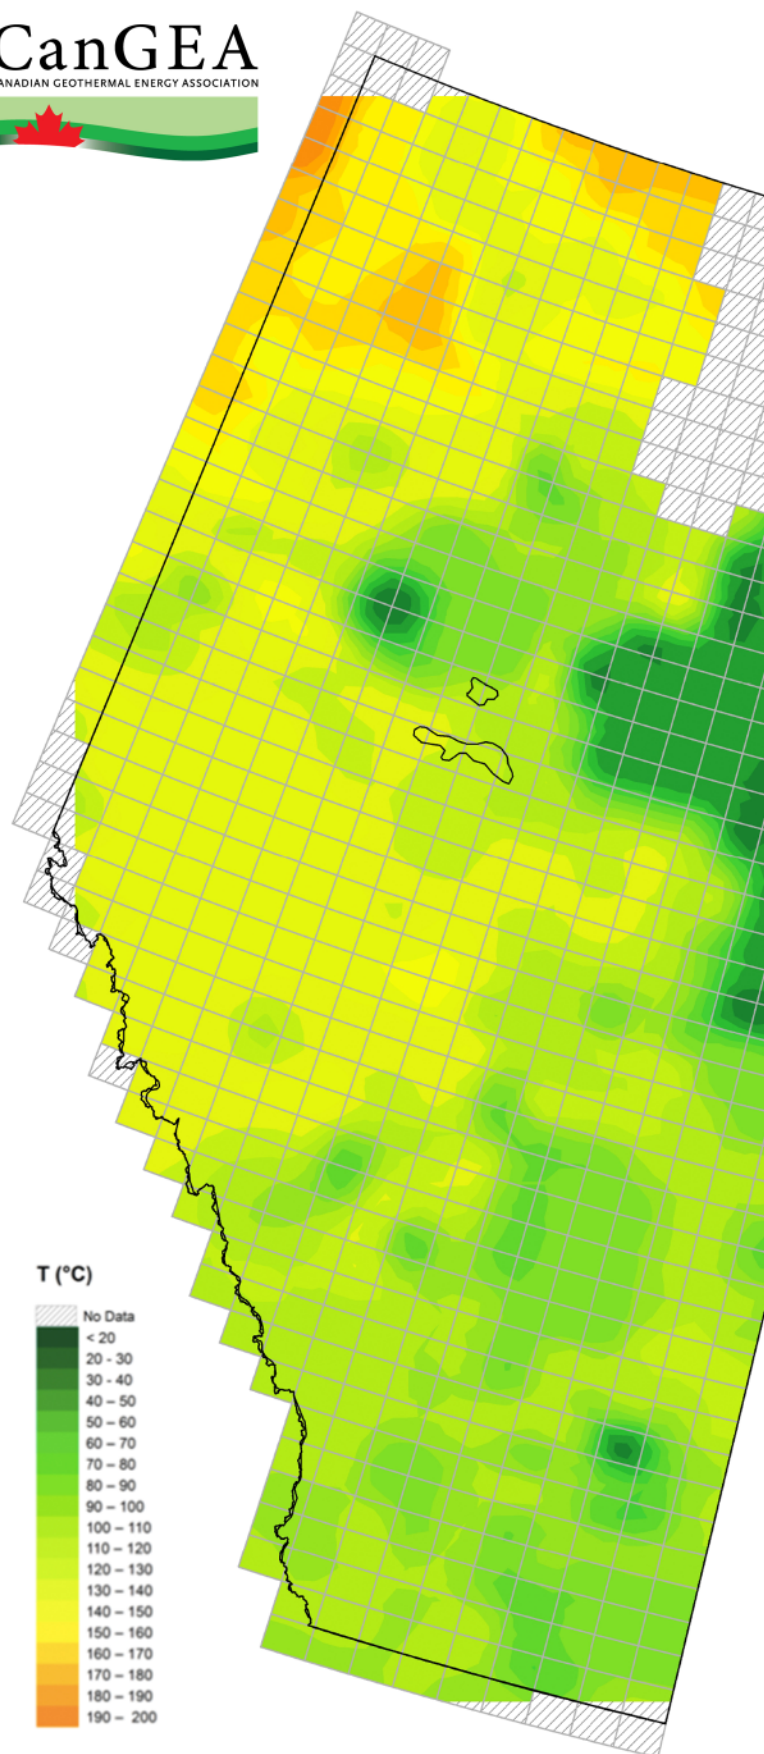 CanGEA
ANADIAN GEOTHERMAL ENERGY ASSOCIATION
T (°C)
No Data
< 20
20 - 30
30 - 40
40 – 50
50 – 60
60 – 70
70 – 80
80 – 90
90 – 100
100 – 110
110 – 120
120 – 130
130 – 140
140 – 150
150 – 160
160 – 170
170 – 180
180 – 190
190 – 200